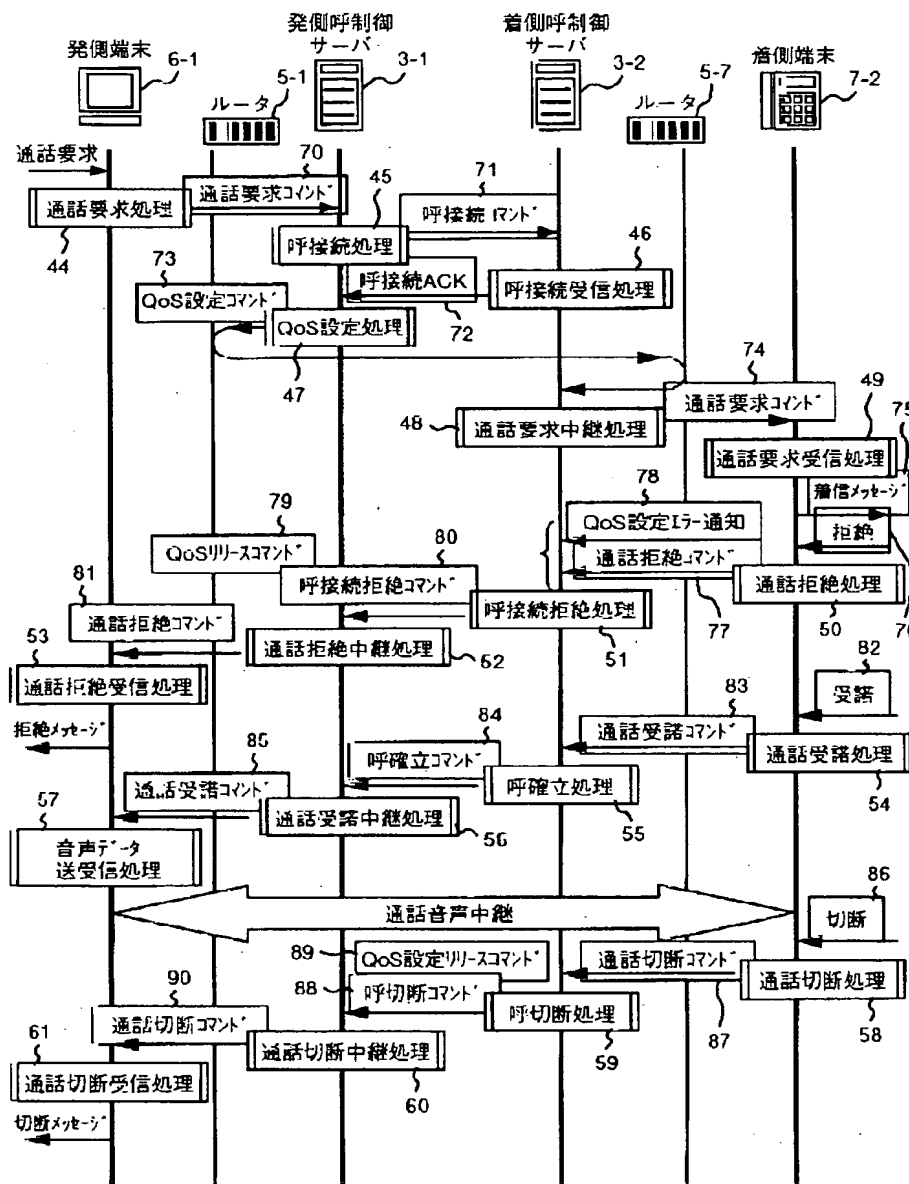 発側呼制御
サーバ
着側呼制御
サーバ
発側端末
6-1
ルータ
5-1
3-1
3-2
ルータ
5-7
着側端末
7-2
通話要求
70
通話要求コマンド
通話要求処理
44
45
71
呼接続コマンド
呼接続処理
46
73
呼接続ACK
72
呼接続受信処理
QoS設定コマンド
QoS設定処理
47
74
通話要求コマンド
49
75
48
通話要求中継処理
通話要求受信処理
着信メッセージ
78
QoS設定エラー通知
拒絶
79
QoSリリースコマンド
80
呼接続拒絶コマンド
通話拒絶コマンド
77
通話拒絶処理
50
76
81
通話拒絶コマンド
呼接続拒絶処理
51
53
通話拒絶中継処理
52
通話拒絶受信処理
82
受諾
拒絶メッセージ
83
通話受諾コマンド
通話受諾処理
54
84
呼確立コマンド
呼確立処理
55
85
通話受諾コマンド
通話受諾中継処理
56
57
音声データ
送受信処理
通話音声中継
86
切断
89
QoS設定リリースコマンド
通話切断コマンド
87
通話切断処理
58
88
呼切断コマンド
呼切断処理
59
90
通話切断コマンド
通話切断中継処理
60
61
通話切断受信処理
切断メッセージ